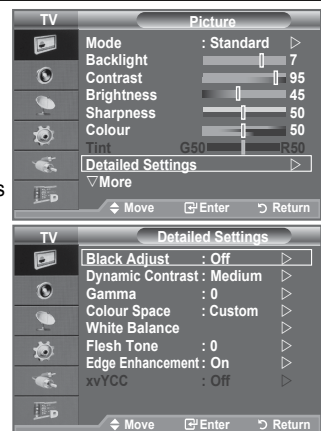 TV Picture
Mode : Standard
Backlight 7
Contrast 95
Brightness 45
Sharpness 50
Colour 50
Tint G50 R50
Detailed Settings
More
Move Enter Return
s
TV Detailed Settings
Black Adjust : Off
Dynamic Contrast : Medium
Gamma : 0
Colour Space : Custom
White Balance
Flesh Tone : 0
Edge Enhancement : On
xvYCC : Off
Move Enter Return